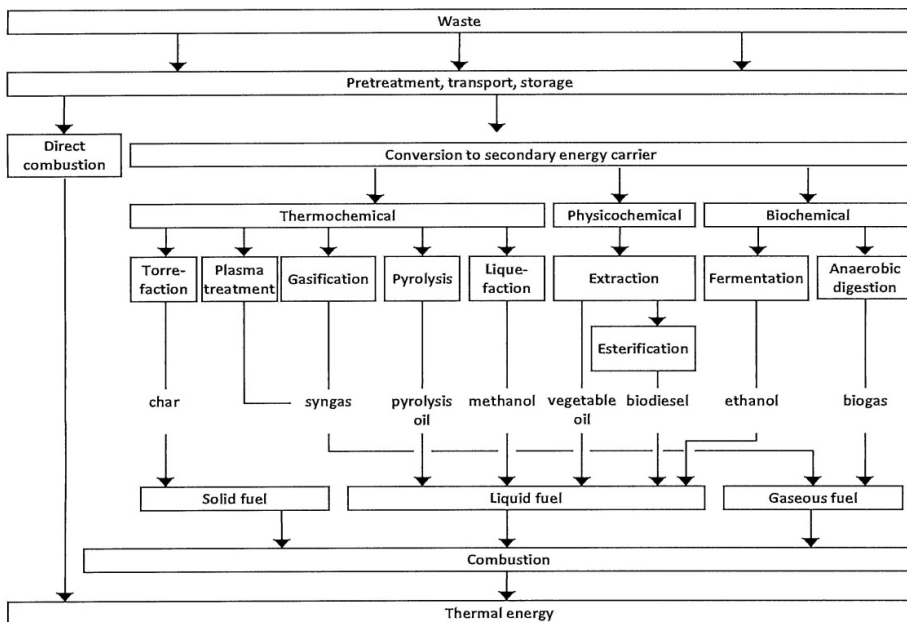 Waste
Pretreatment, transport, storage
Direct
combustion
Conversion to secondary energy carrier
Thermochemical
Physicochemical
Biochemical
Torre-
faction
Plasma
treatment
Gasification
Pyrolysis
Lique-
faction
Extraction
Fermentation
Anaerobic
digestion
Esterification
char
syngas
pyrolysis
oil
methanol
vegetable
oil
biodiesel
ethanol
biogas
Solid fuel
Liquid fuel
Gaseous fuel
Combustion
Thermal energy